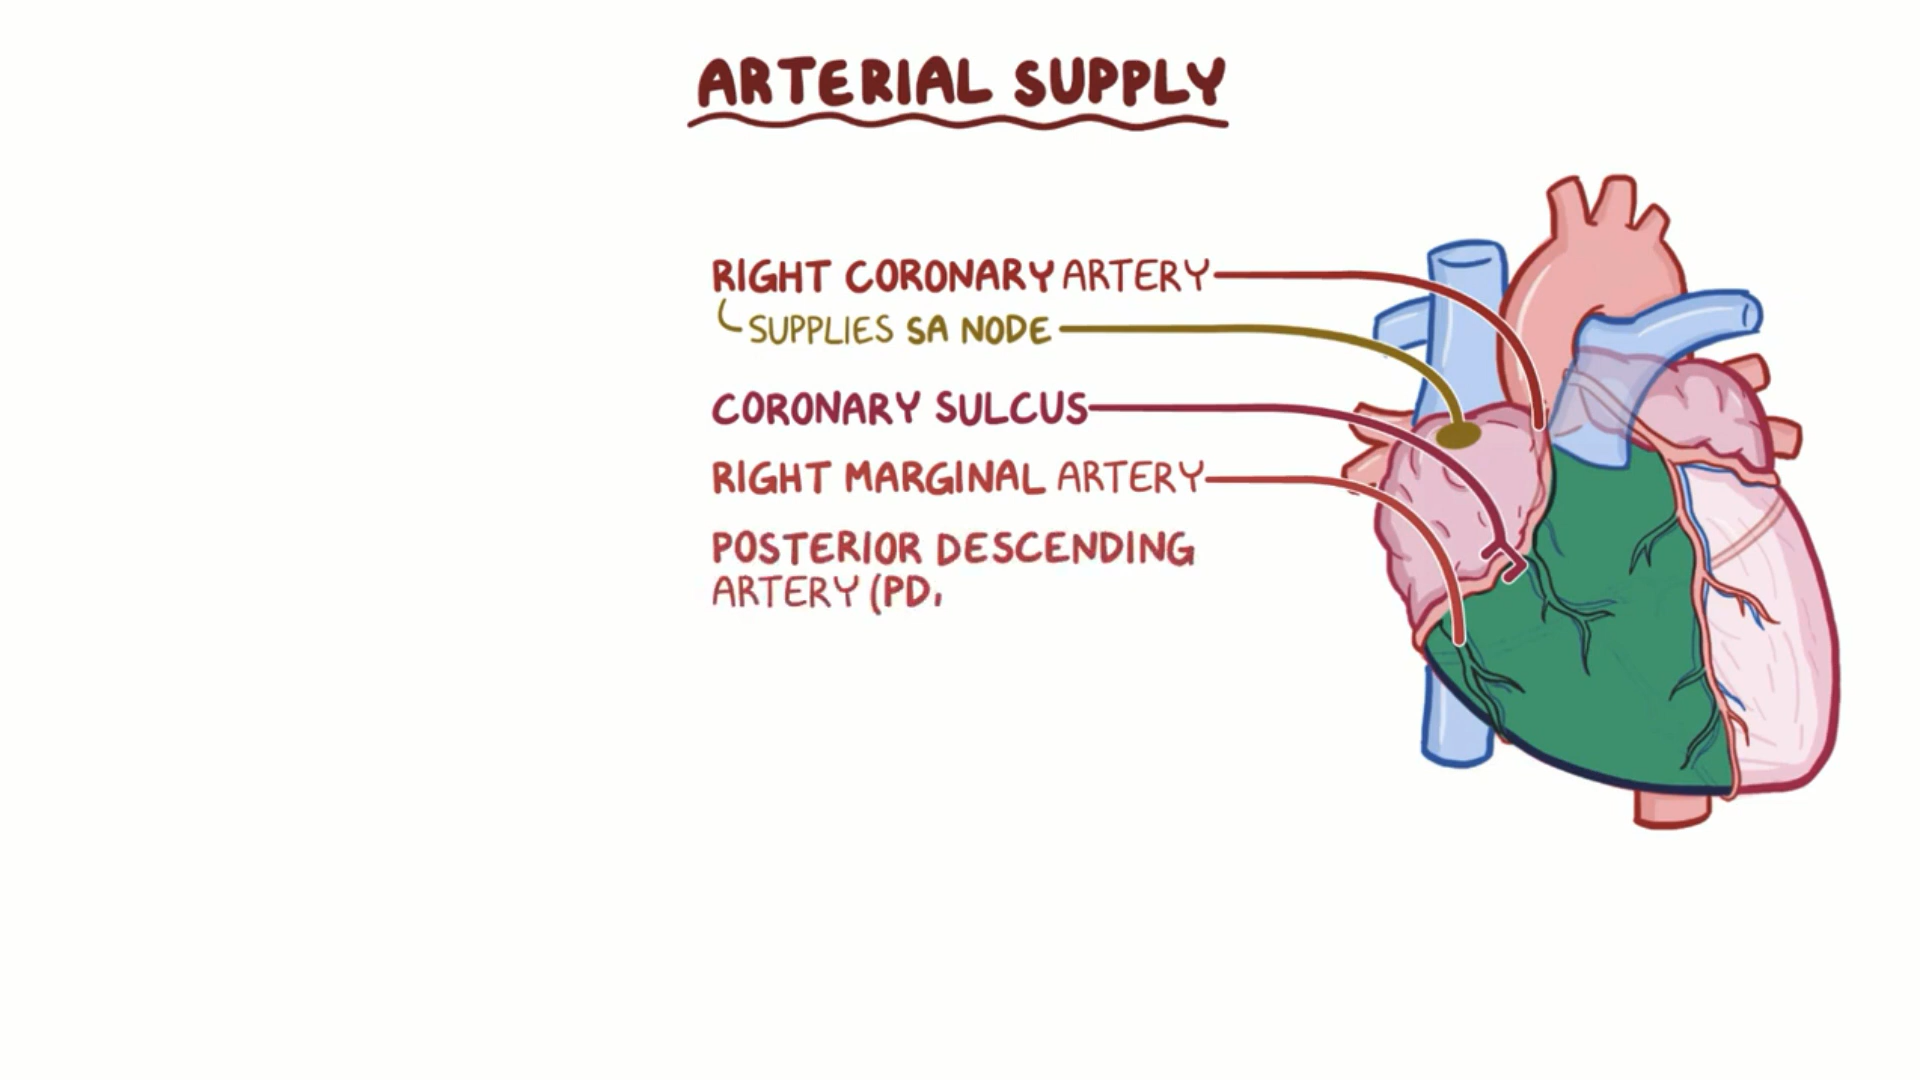 ARTERIAL SUPPLY
RIGHT CORONARY ARTERY
SUPPLIES SA NODE
CORONARY SULCUS
RIGHT MARGINAL ARTERY
POSTERIOR DESCENDING
ARTERY (PD